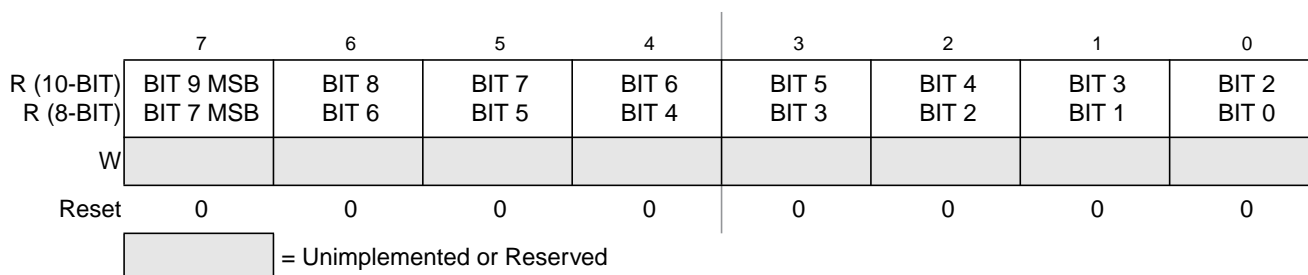 7 6 5 4 3 2 1 0
R (10-BIT) BIT 9 MSB BIT 8 BIT 7 BIT 6 BIT 5 BIT 4 BIT 3 BIT 2
R (8-BIT) BIT 7 MSB BIT 6 BIT 5 BIT 4 BIT 3 BIT 2 BIT 1 BIT 0
W
Reset 0 0 0 0 0 0 0 0
= Unimplemented or Reserved